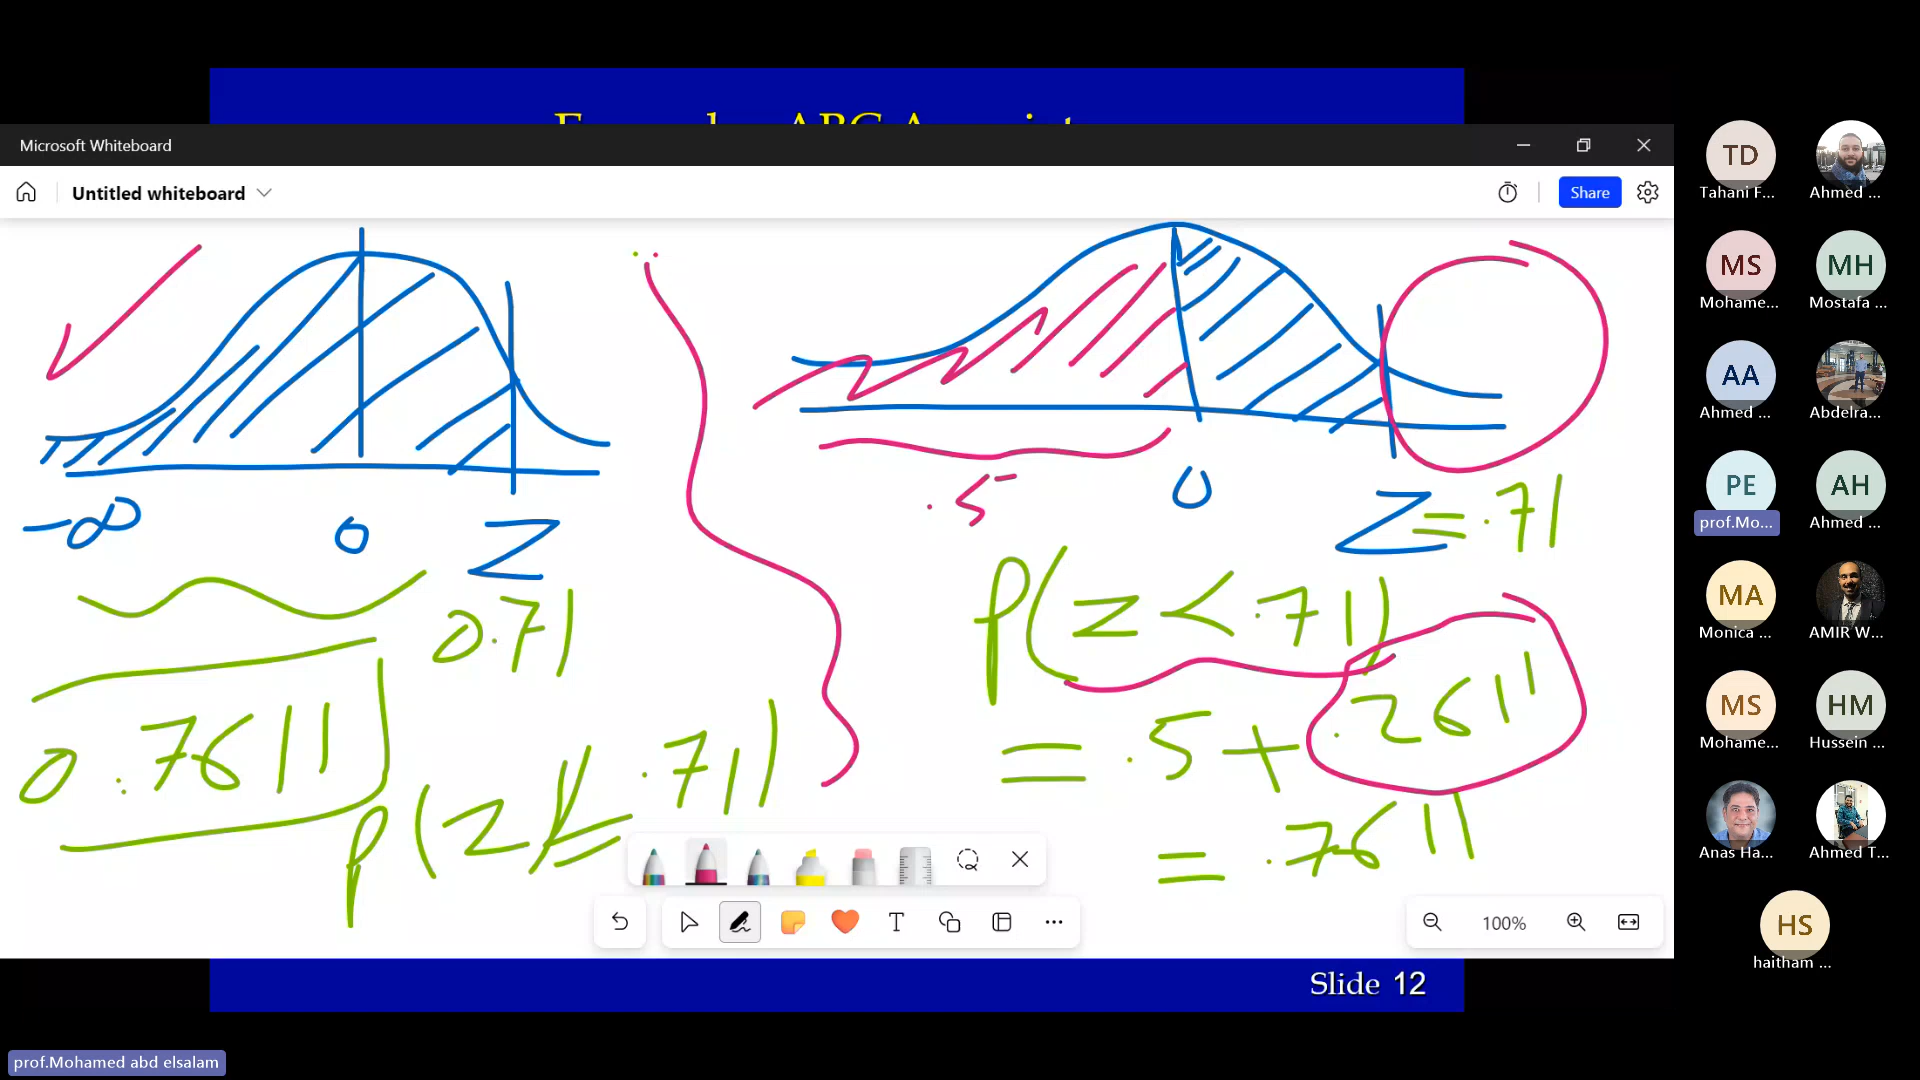 Microsoft Whiteboard
Untitled whiteboard
Share
-∞ 0 Z
0.71
0.7611
P(Z ≤ .71)
.5 0 Z = .71
P(Z < .71)
= .5 + .2611
= .7611
100%
Slide 12
prof.Mohamed abd elsalam
TD
Tahani F...
Ahmed ...
MS
Mohame...
MH
Mostafa ...
AA
Ahmed ...
Abdelra...
PE
prof.Mo...
AH
Ahmed ...
MA
Monica ...
AMIR W...
MS
Mohame...
HM
Hussein ...
Anas Ha...
Ahmed T...
HS
haitham ...